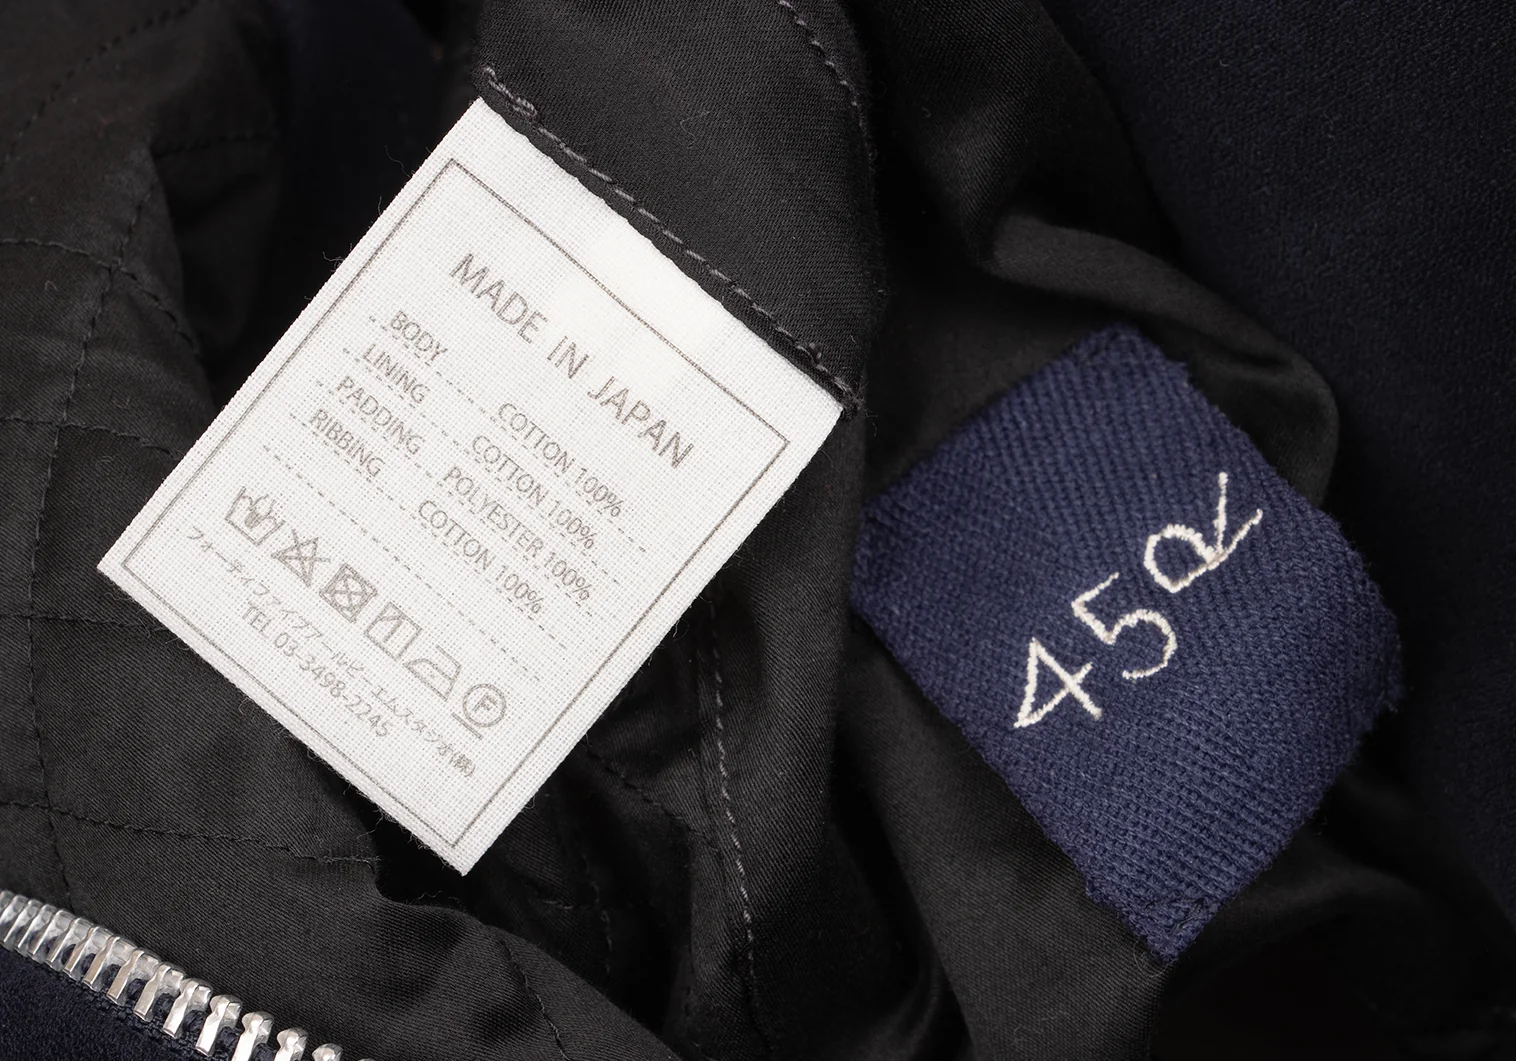 MADE IN JAPAN
BODY COTTON 100%
LINING COTTON 100%
PADDING POLYESTER 100%
RIBBING COTTON 100%
F
フォーティファイブアールピーエムスタジオ(株)
TEL 03-3498-2245
45R